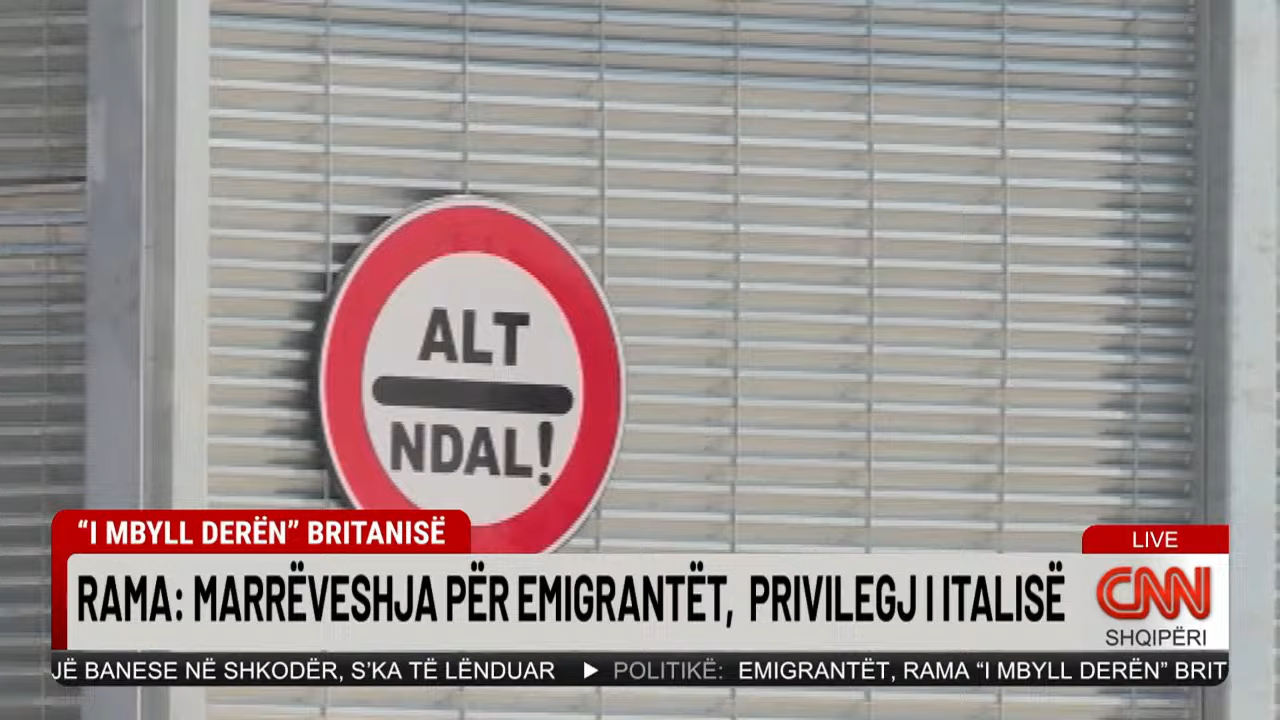 ALT
NDAL!
“I MBYLL DERËN” BRITANISË
LIVE
RAMA: MARRËVESHJA PËR EMIGRANTËT, PRIVILEGJ I ITALISË
CNN
SHQIPËRI
JË BANESE NË SHKODËR, S’KA TË LËNDUAR ▶ POLITIKË: EMIGRANTËT, RAMA “I MBYLL DERËN” BRIT